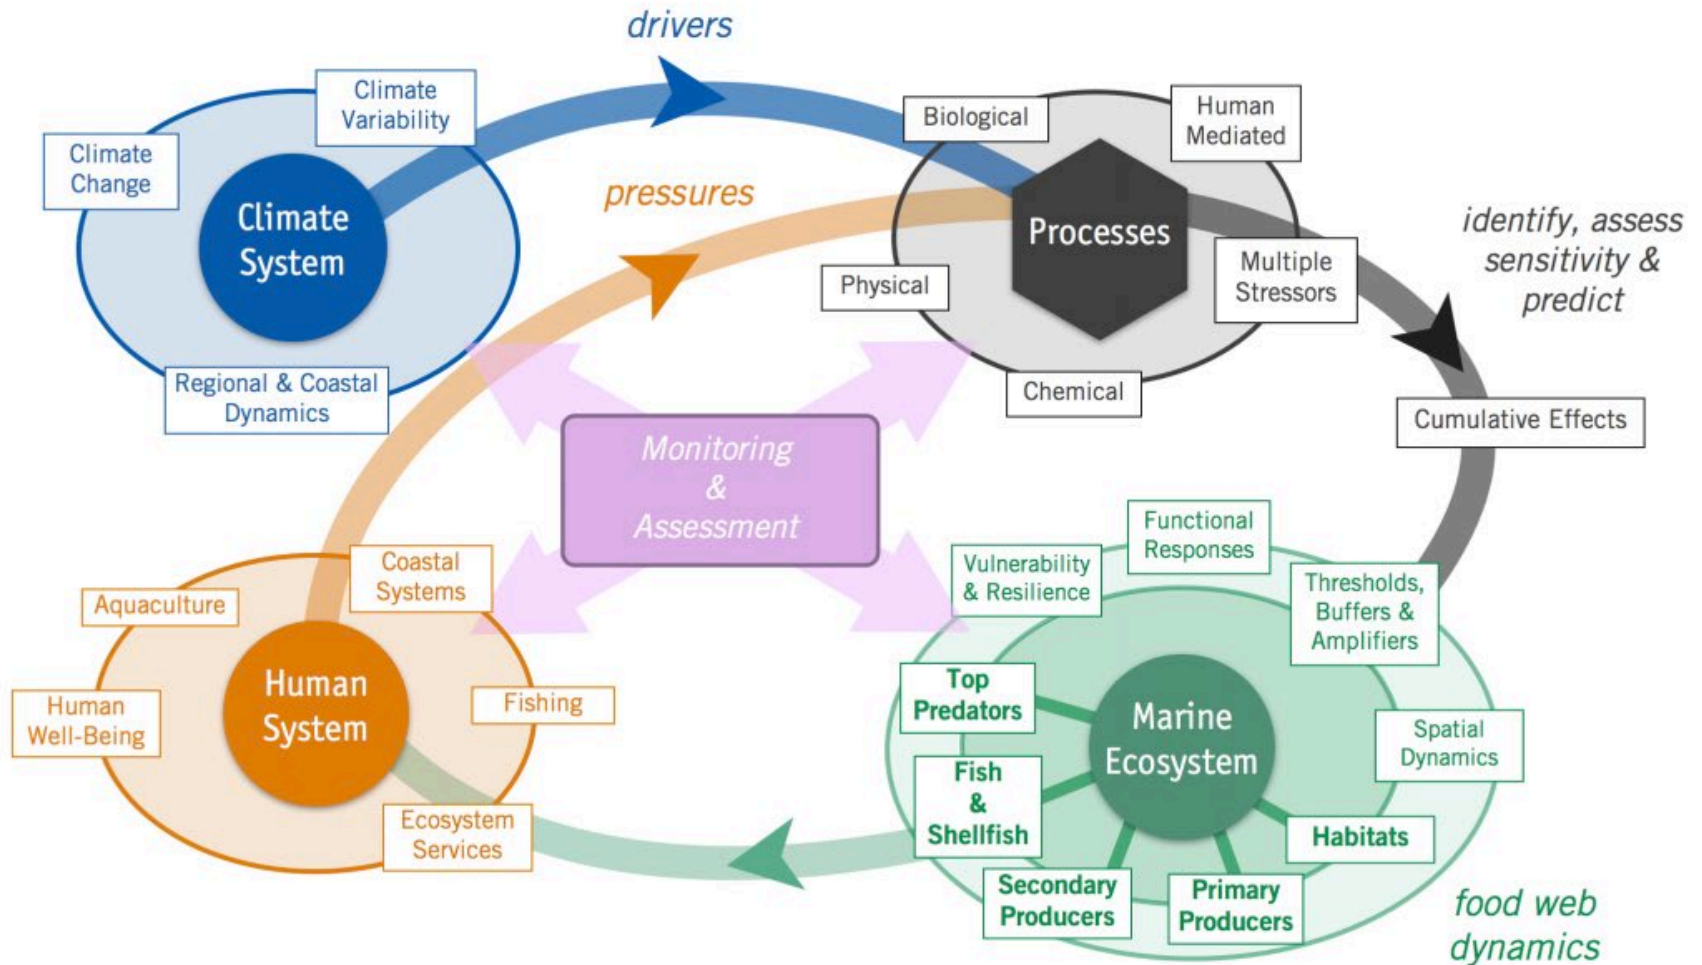 drivers
Climate
Variability
Climate
Change
Climate
System
Regional & Coastal
Dynamics
pressures
Biological
Human
Mediated
Processes
Physical
Multiple
Stressors
Chemical
identify, assess
sensitivity &
predict
Cumulative Effects
Monitoring
&
Assessment
Coastal
Systems
Aquaculture
Human
System
Human
Well-Being
Fishing
Ecosystem
Services
Functional
Responses
Vulnerability
& Resilience
Thresholds,
Buffers &
Amplifiers
Top
Predators
Marine
Ecosystem
Spatial
Dynamics
Fish
&
Shellfish
Habitats
Secondary
Producers
Primary
Producers
food web
dynamics